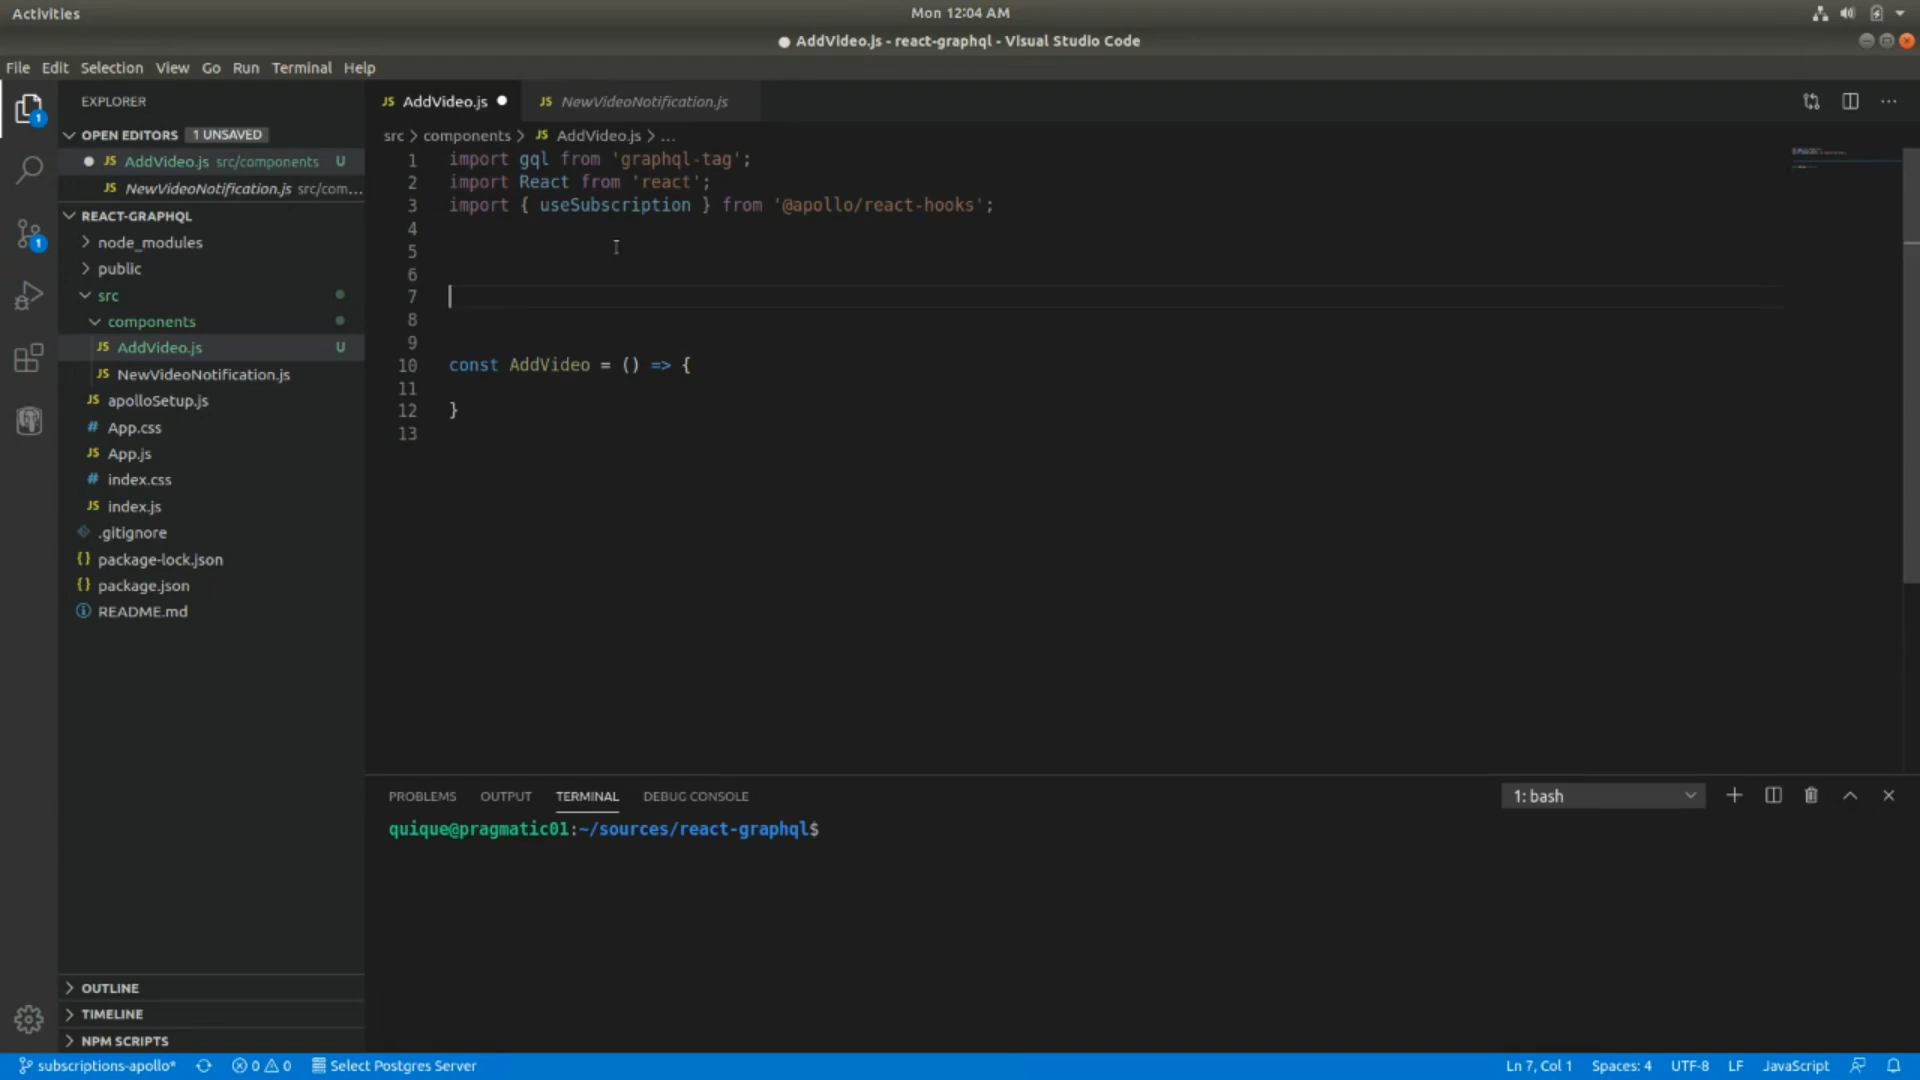 Activities
Mon 12:04 AM
AddVideo.js - react-graphql - Visual Studio Code
File Edit Selection View Go Run Terminal Help
EXPLORER
OPEN EDITORS 1 UNSAVED
JS AddVideo.js src/components U
JS NewVideoNotification.js src/com...
REACT-GRAPHQL
node_modules
public
src
components
JS AddVideo.js U
JS NewVideoNotification.js
JS apolloSetup.js
# App.css
JS App.js
# index.css
JS index.js
.gitignore
{} package-lock.json
{} package.json
README.md
OUTLINE
TIMELINE
NPM SCRIPTS
JS AddVideo.js JS NewVideoNotification.js
src > components > JS AddVideo.js > ...
1 import gql from 'graphql-tag';
2 import React from 'react';
3 import { useSubscription } from '@apollo/react-hooks';
4
5
6
7
8
9
10 const AddVideo = () => {
11
12 }
13
PROBLEMS OUTPUT TERMINAL DEBUG CONSOLE 1: bash
quique@pragmatic01:~/sources/react-graphql$
subscriptions-apollo* 0 0 Select Postgres Server Ln 7, Col 1 Spaces: 4 UTF-8 LF JavaScript